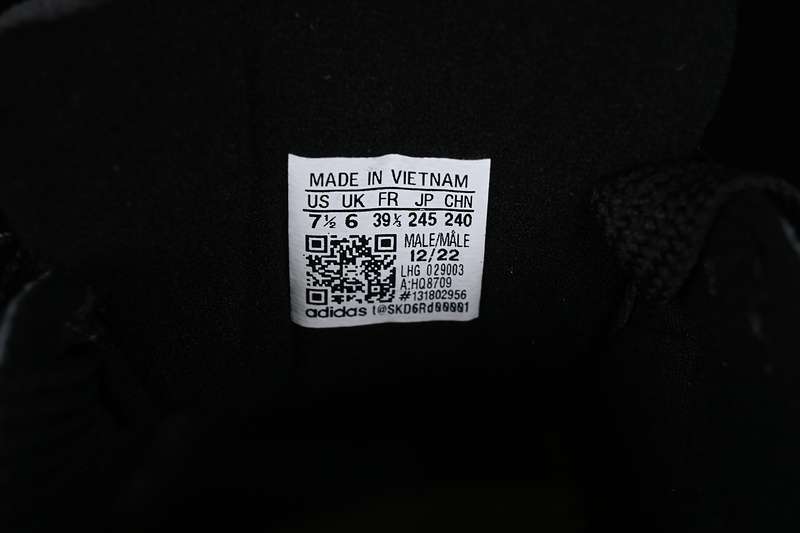 MADE IN VIETNAM
US UK FR JP CHN
7½ 6 39⅓ 245 240
MALE/MÂLE
12/22
LHG 029003
A:HQ8709
#131802956
adidas t@SKD6Rd00001